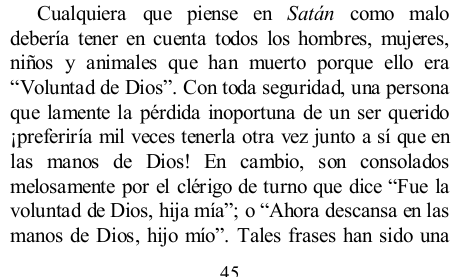 Cualquiera que piense en Satán como malo
debería tener en cuenta todos los hombres, mujeres,
niños y animales que han muerto porque ello era
“Voluntad de Dios”. Con toda seguridad, una persona
que lamente la pérdida inoportuna de un ser querido
¡preferiría mil veces tenerla otra vez junto a sí que en
las manos de Dios! En cambio, son consolados
melosamente por el clérigo de turno que dice “Fue la
voluntad de Dios, hija mía”; o “Ahora descansa en las
manos de Dios, hijo mío”. Tales frases han sido una
45